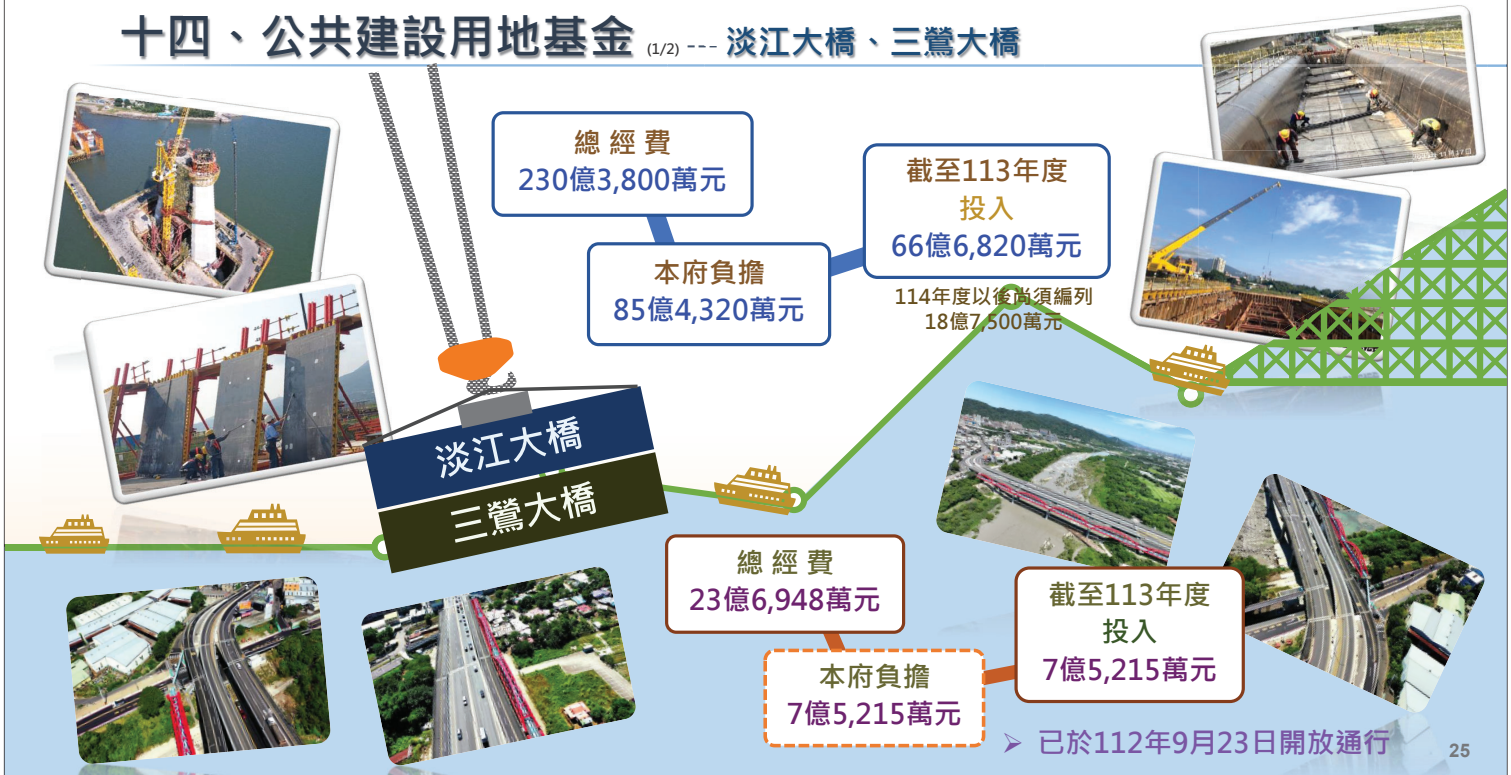 十四、公共建設用地基金 (1/2) --- 淡江大橋、三鶯大橋
總 經 費
230億3,800萬元
本府負擔
85億4,320萬元
截至113年度
投入
66億6,820萬元
114年度以後尚須編列
18億7,500萬元
淡江大橋
三鶯大橋
總 經 費
23億6,948萬元
本府負擔
7億5,215萬元
截至113年度
投入
7億5,215萬元
➢ 已於112年9月23日開放通行
25